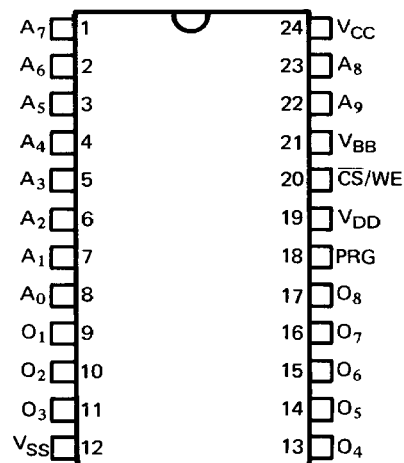 A7 1 24 VCC
A6 2 23 A8
A5 3 22 A9
A4 4 21 VBB
A3 5 20 C̅S̅/WE
A2 6 19 VDD
A1 7 18 PRG
A0 8 17 O8
O1 9 16 O7
O2 10 15 O6
O3 11 14 O5
VSS 12 13 O4